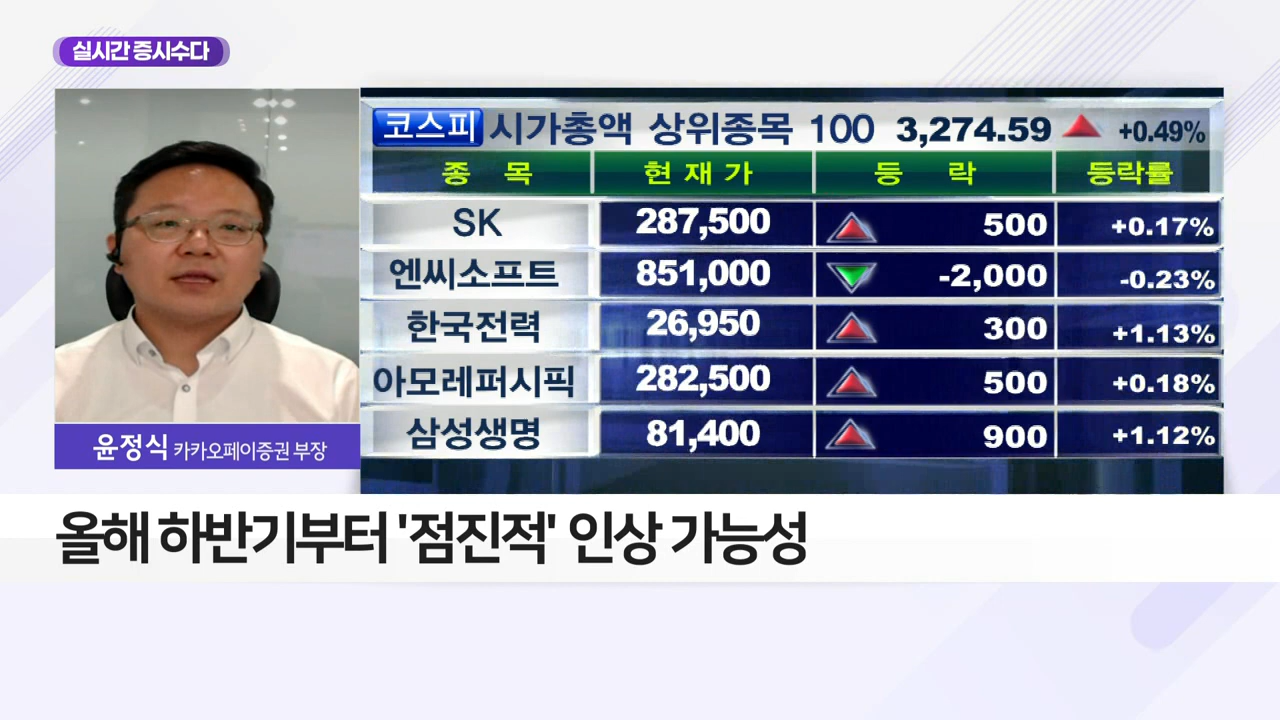 실시간 증시수다
코스피 시가총액 상위종목 100 3,274.59 +0.49%
종 목 현재가 등 락 등락률
SK 287,500 500 +0.17%
엔씨소프트 851,000 -2,000 -0.23%
한국전력 26,950 300 +1.13%
아모레퍼시픽 282,500 500 +0.18%
삼성생명 81,400 900 +1.12%
윤정식 카카오페이증권 부장
올해 하반기부터 '점진적' 인상 가능성